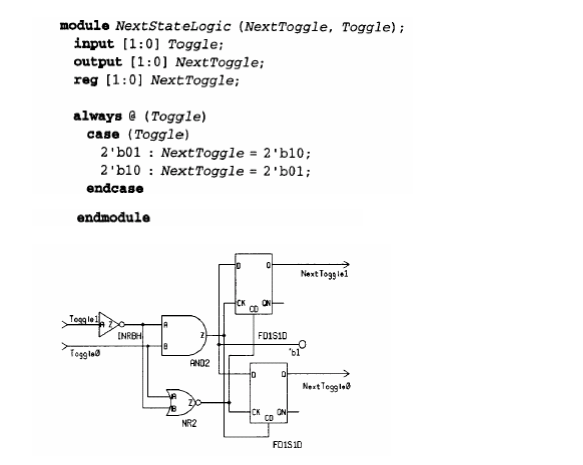 module NextStateLogic (NextToggle, Toggle);
input [1:0] Toggle;
output [1:0] NextToggle;
reg [1:0] NextToggle;
always @ (Toggle)
case (Toggle)
2'b01 : NextToggle = 2'b10;
2'b10 : NextToggle = 2'b01;
endcase
endmodule
D Q
NextToggle1
CK QN
CD
Toggle1 A Z
INRBH
A
Z
B
Toggle0
AND2
FD1S1D
'b1
D Q
NextToggle0
A
Z
B
NR2
CK QN
CD
FD1S1D